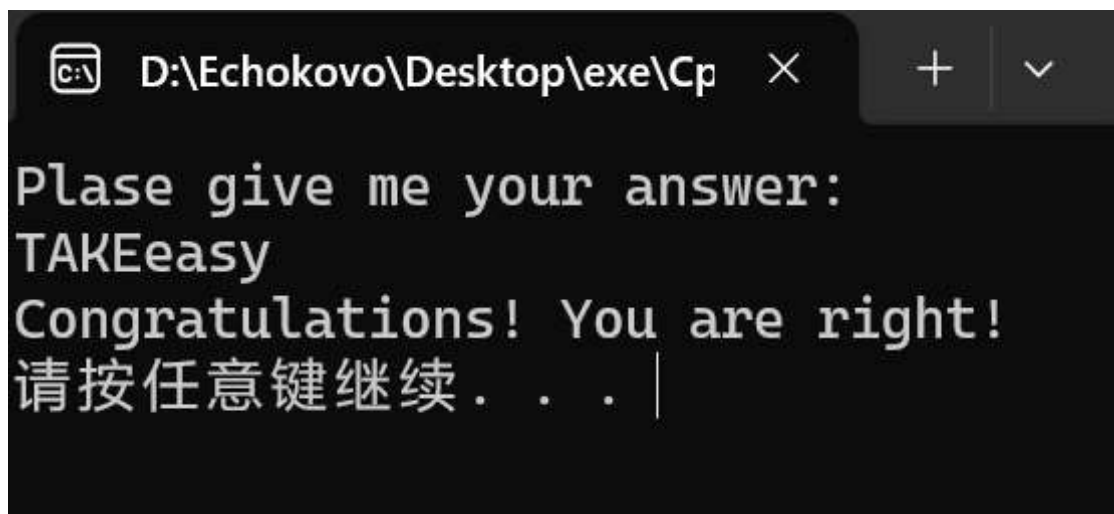 D:\Echokovo\Desktop\exe\Cp
Plase give me your answer:
TAKEeasy
Congratulations! You are right!
请按任意键继续. . .